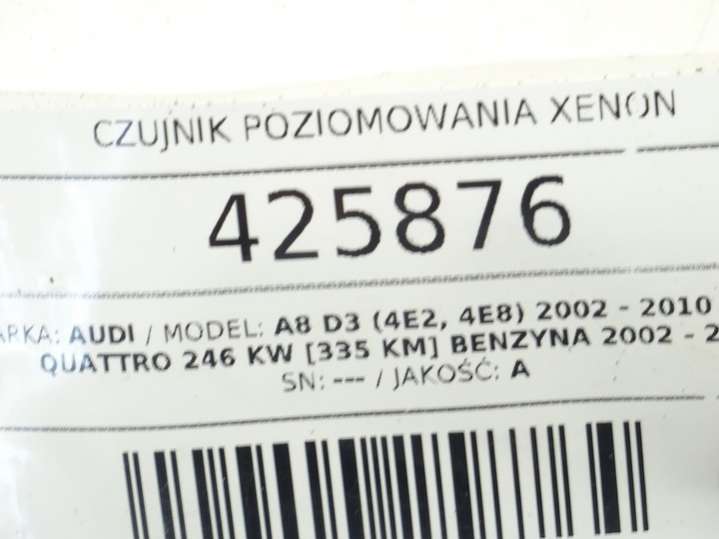 CZUJNIK POZIOMOWANIA XENON
425876
ARKA: AUDI / MODEL: A8 D3 (4E2, 4E8) 2002 - 2010
QUATTRO 246 KW [335 KM] BENZYNA 2002 - 2
SN: --- / JAKOŚĆ: A